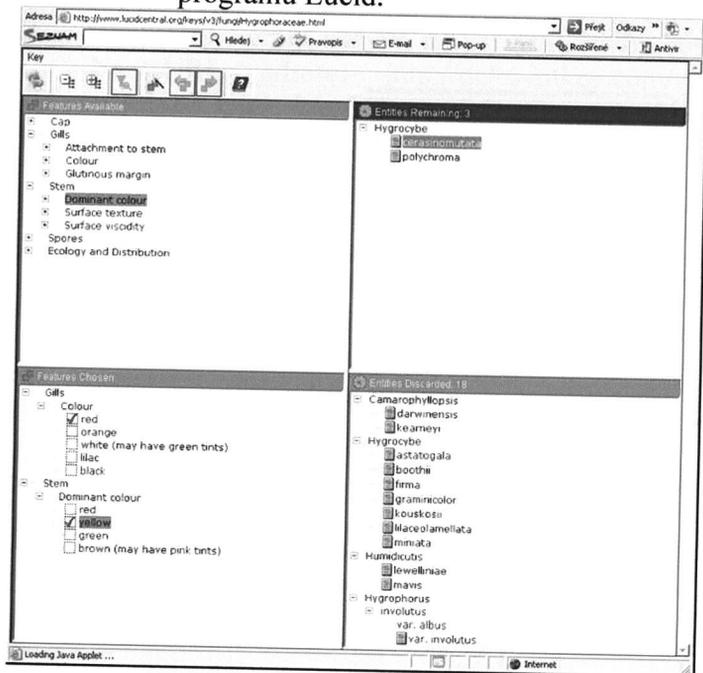 programu Lucid.
Adresa http://www.lucidcentral.org/keys/v3/fungi/Hygrophoraceae.html Přejít Odkazy »
SEZNAM Hledej Pravopis E-mail Pop-up Rozšířené Antivir
Key
Features Available
Cap
Gills
Attachment to stem
Colour
Glutinous margin
Stem
Dominant colour
Surface texture
Surface viscidity
Spores
Ecology and Distribution
Entities Remaining: 3
Hygrocybe
cerasinomutata
polychroma
Features Chosen
Gills
Colour
red
orange
white (may have green tints)
lilac
black
Stem
Dominant colour
red
yellow
green
brown (may have pink tints)
Entities Discarded: 18
Camarophyllopsis
darwinensis
kearneyi
Hygrocybe
astatogala
boothii
firma
graminicolor
kouskosii
lilaceolamellata
miniata
Humidicutis
lewelliniae
mavis
Hygrophorus
involutus
var. albus
var. involutus
Loading Java Applet ... Internet